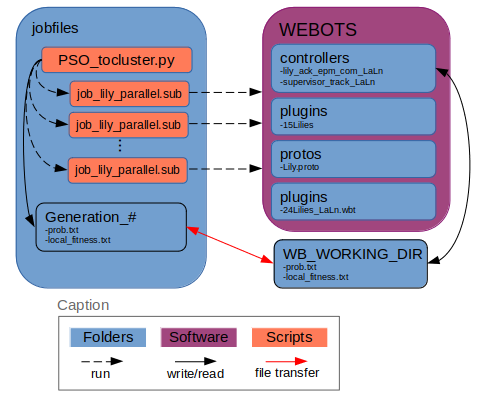 jobfiles
PSO_tocluster.py
job_lily_parallel.sub
job_lily_parallel.sub
job_lily_parallel.sub
Generation_#
-prob.txt
-local_fitness.txt
WEBOTS
controllers
-lily_ack_epm_com_LaLn
-supervisor_track_LaLn
plugins
-15Lilies
protos
-Lily.proto
plugins
-24Lilies_LaLn.wbt
WB_WORKING_DIR
-prob.txt
-local_fitness.txt
Caption
Folders
Software
Scripts
run
write/read
file transfer